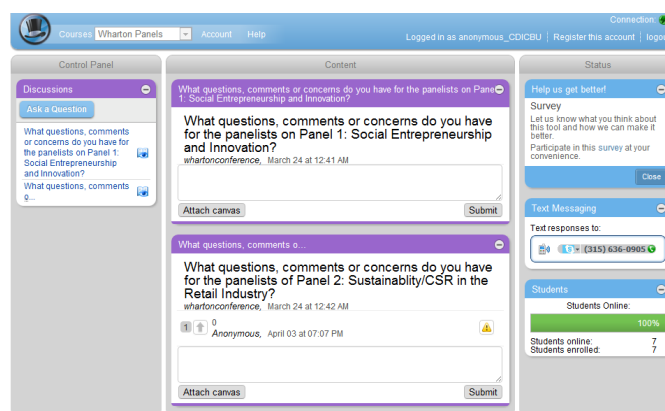 Connection:
Courses Wharton Panels Account Help
Logged in as anonymous_CDICBU Register this account logou
Control Panel
Discussions
Ask a Question
What questions, comments
or concerns do you have for
the panelists on Panel 1:
Social Entrepreneurship
and Innovation?
What questions, comments
o...
Content
What questions, comments or concerns do you have for the panelists on Pane
1: Social Entrepreneurship and Innovation?
What questions, comments or concerns do you have
for the panelists on Panel 1: Social Entrepreneurship
and Innovation?
whartonconference, March 24 at 12:41 AM
Attach canvas Submit
What questions, comments o...
What questions, comments or concerns do you have
for the panelists of Panel 2: Sustainablity/CSR in the
Retail Industry?
whartonconference, March 24 at 12:42 AM
1 0
Anonymous, April 03 at 07:07 PM
Attach canvas Submit
Status
Help us get better!
Survey
Let us know what you think about
this tool and how we can make it
better.
Participate in this survey at your
convenience.
Close
Text Messaging
Text responses to:
(315) 636-0905
Students
Students Online:
100%
Students online: 7
Students enrolled: 7